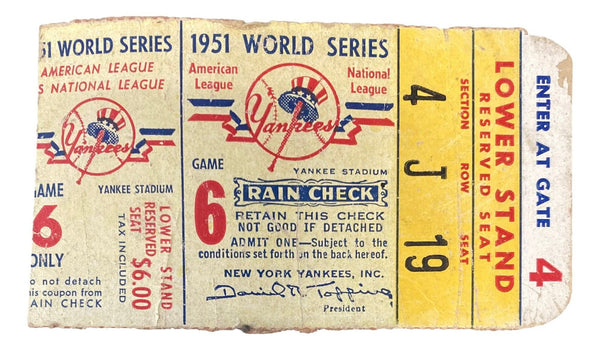 51 WORLD SERIES
AMERICAN LEAGUE
S NATIONAL LEAGUE
Yankees
GAME
YANKEE STADIUM
6
ONLY
TAX INCLUDED
$6.00
RESERVED SEAT
LOWER STAND
not detach
coupon from
RAIN CHECK
1951 WORLD SERIES
American League
National League
Yankees
YANKEE STADIUM
GAME
6
RAIN CHECK
RETAIN THIS CHECK
NOT GOOD IF DETACHED
ADMIT ONE—Subject to the
conditions set forth on the back hereof.
NEW YORK YANKEES, INC.
Daniel R. Topping
President
4 J 19
SECTION ROW SEAT
RESERVED SEAT
LOWER STAND
ENTER AT GATE 4